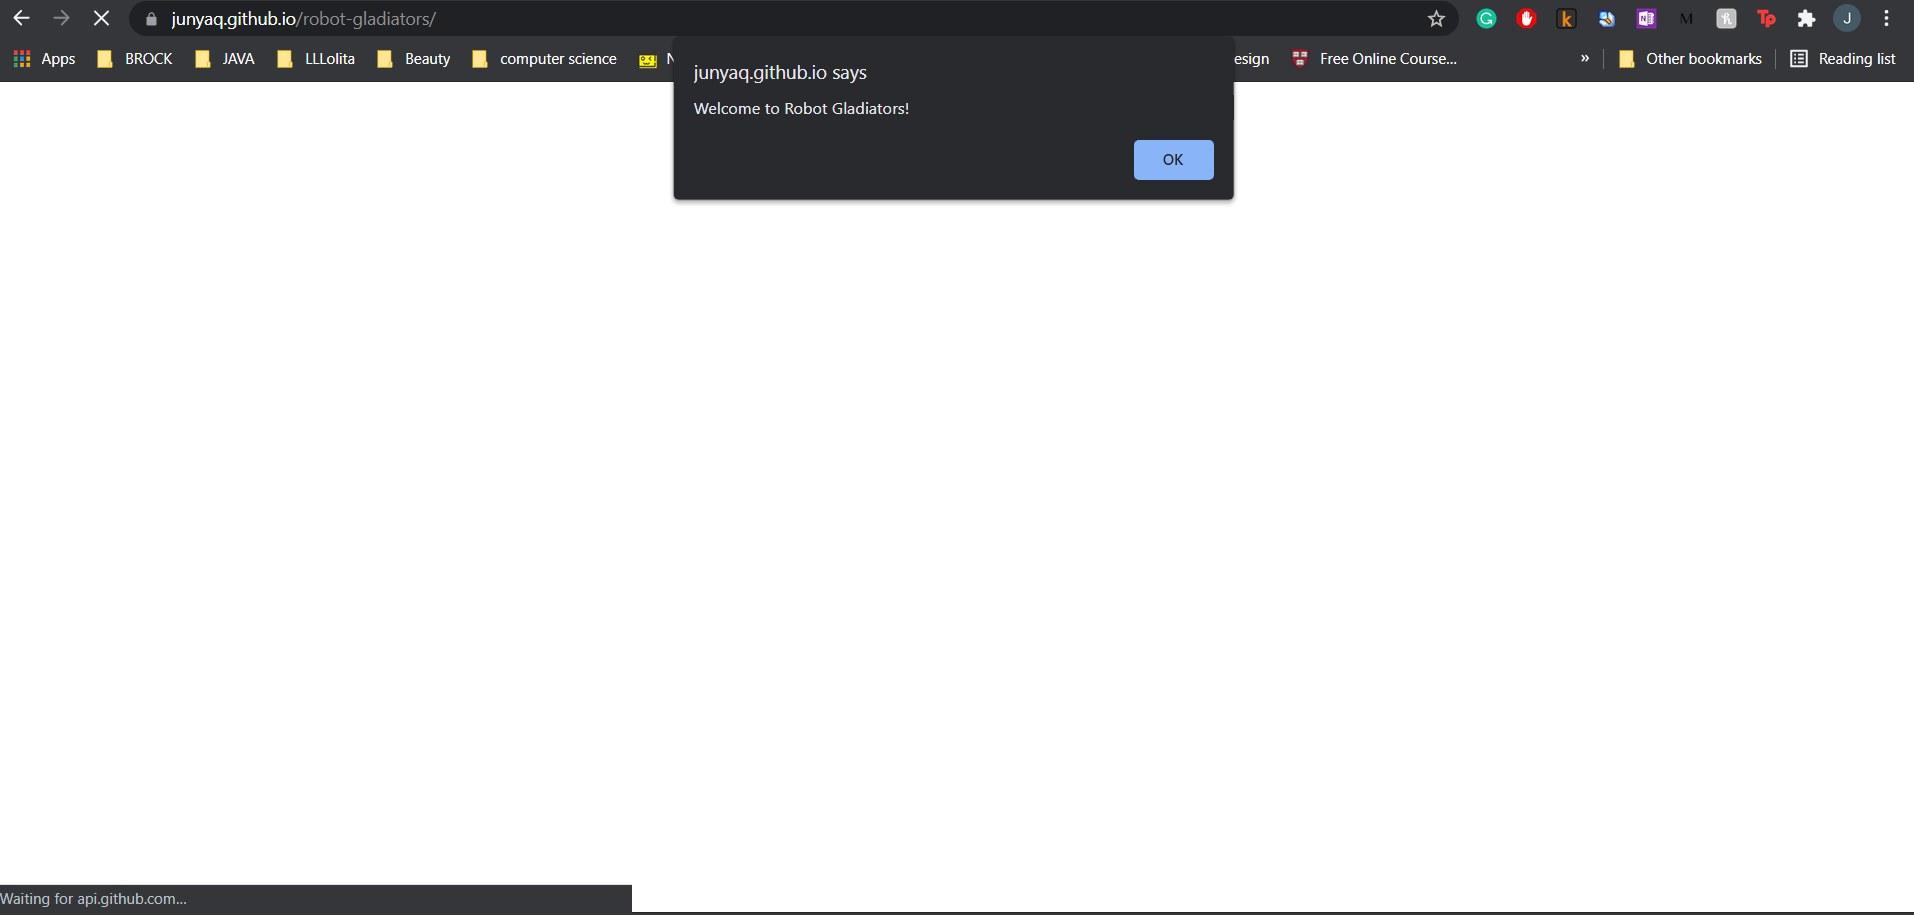 junyaq.github.io/robot-gladiators/
J
Apps BROCK JAVA LLLolita Beauty computer science N esign Free Online Course... » Other bookmarks Reading list
junyaq.github.io says
Welcome to Robot Gladiators!
OK
Waiting for api.github.com...